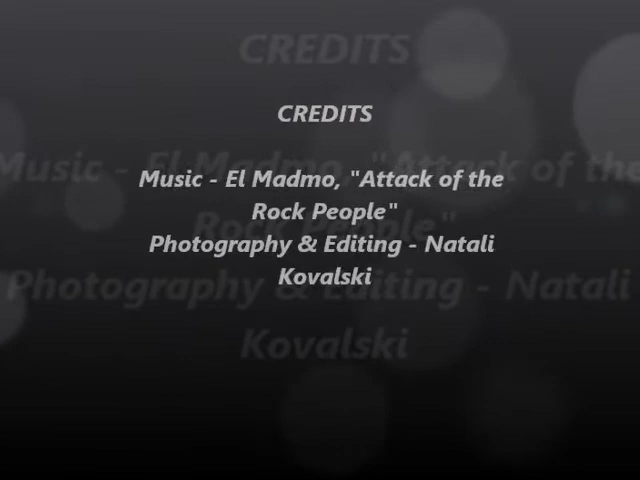 CREDITS
Music - El Madmo, "Attack of the
Rock People"
Photography & Editing - Natali
Kovalski